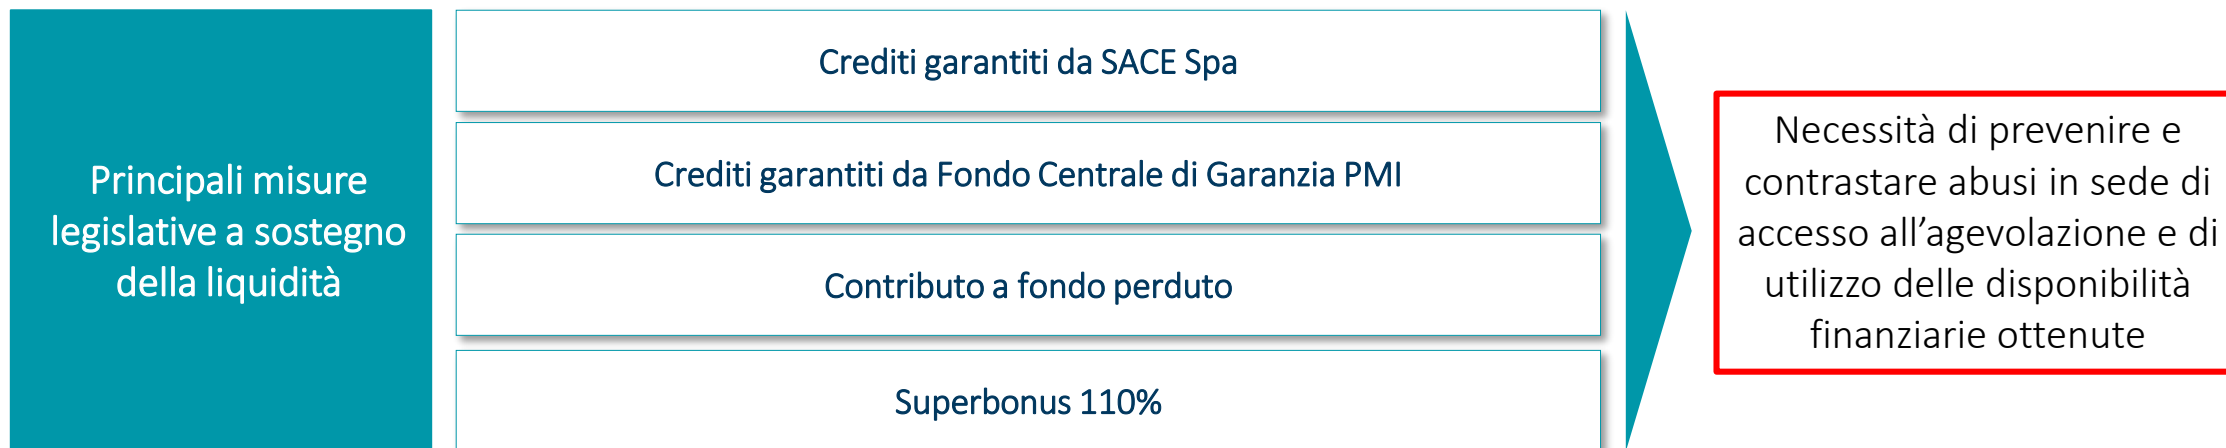 Principali misure
legislative a sostegno
della liquidità
Crediti garantiti da SACE Spa
Crediti garantiti da Fondo Centrale di Garanzia PMI
Contributo a fondo perduto
Superbonus 110%
Necessità di prevenire e
contrastare abusi in sede di
accesso all’agevolazione e di
utilizzo delle disponibilità
finanziarie ottenute